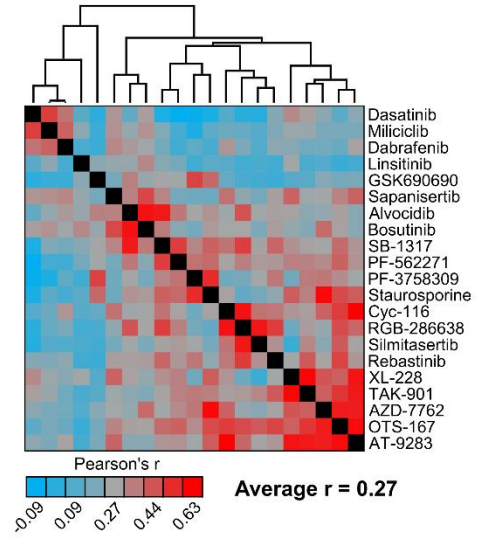 Dasatinib
Miliciclib
Dabrafenib
Linsitinib
GSK690690
Sapanisertib
Alvocidib
Bosutinib
SB-1317
PF-562271
PF-3758309
Staurosporine
Cyc-116
RGB-286638
Silmitasertib
Rebastinib
XL-228
TAK-901
AZD-7762
OTS-167
AT-9283
Pearson's r
-0.09 0.09 0.27 0.44 0.63
Average r = 0.27